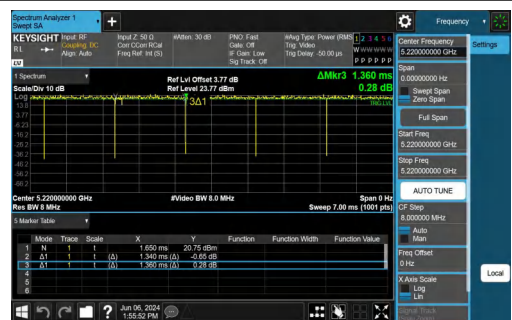 Spectrum Analyzer 1
Swept SA
Frequency
KEYSIGHT Input: RF Input Z: 50 Ω #Atten: 30 dB PNO: Fast #Avg Type: Power (RMS 1 2 3 4 5 6
RL Coupling: DC Corr CCorr RCal Gate: Off Trig: Video
Align: Auto Freq Ref: Int (S) IF Gain: Low Trig Delay: -50.00 µs
Sig Track: Off
LXI
W W W W W W
P P P P P P
Center Frequency
5.220000000 GHz
Settings
Span
0.00000000 Hz
Swept Span
Zero Span
Full Span
Start Freq
5.220000000 GHz
Stop Freq
5.220000000 GHz
AUTO TUNE
CF Step
8.000000 MHz
Auto
Man
Freq Offset
0 Hz
X Axis Scale
Log
Lin
Signal Track
Local
1 Spectrum
Scale/Div 10 dB
Ref Lvl Offset 3.77 dB
Ref Level 23.77 dBm
ΔMkr3 1.360 ms
0.28 dB
Log
13.8
3.77
-6.23
-16.2
-26.2
-36.2
-46.2
-56.2
-66.2
3Δ1
TRIG LVL
Center 5.220000000 GHz #Video BW 8.0 MHz Span 0 Hz
Res BW 8 MHz Sweep 7.00 ms (1001 pts)
5 Marker Table
Mode Trace Scale X Y Function Function Width Function Value
1 N 1 t 1.650 ms 20.75 dBm
2 Δ1 1 t (Δ) 1.340 ms (Δ) -0.65 dB
3 Δ1 1 t (Δ) 1.360 ms (Δ) 0.28 dB
4
5
6
Jun 06, 2024
1:55:52 PM